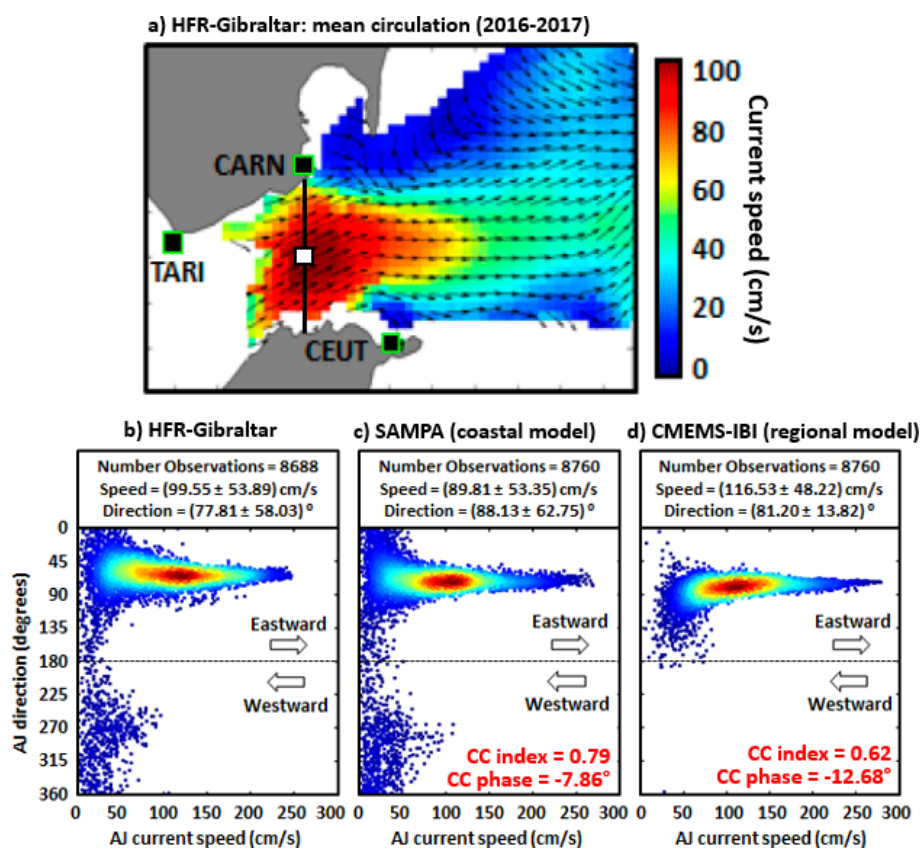 a) HFR-Gibraltar: mean circulation (2016-2017)
CARN
TARI
CEUT
100
80
60
40
20
0
Current speed (cm/s)
b) HFR-Gibraltar
Number Observations = 8688
Speed = (99.55 ± 53.89) cm/s
Direction = (77.81 ± 58.03) °
0
45
90
135
180
225
270
315
360
AJ direction (degrees)
Eastward
Westward
0 50 100 150 200 250 300
AJ current speed (cm/s)
c) SAMPA (coastal model)
Number Observations = 8760
Speed = (89.81 ± 53.35) cm/s
Direction = (88.13 ± 62.75) °
Eastward
Westward
CC index = 0.79
CC phase = -7.86°
0 50 100 150 200 250 300
AJ current speed (cm/s)
d) CMEMS-IBI (regional model)
Number Observations = 8760
Speed = (116.53 ± 48.22) cm/s
Direction = (81.20 ± 13.82) °
Eastward
Westward
CC index = 0.62
CC phase = -12.68°
0 50 100 150 200 250 300
AJ current speed (cm/s)